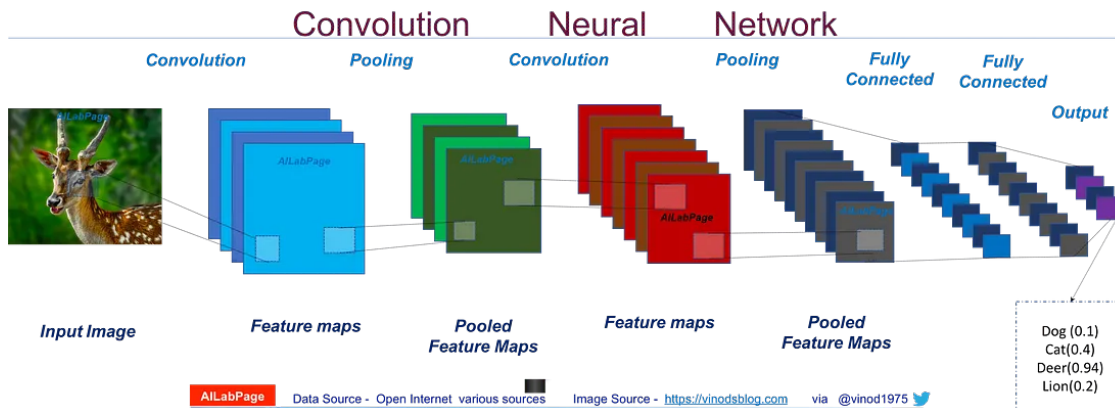 Convolution Neural Network
Convolution Pooling Convolution Pooling Fully Connected Fully Connected Output
AILabPage
AILabPage
AILabPage
AILabPage
AILabPage
Input Image Feature maps Pooled Feature Maps Feature maps Pooled Feature Maps
Dog (0.1)
Cat(0.4)
Deer(0.94)
Lion(0.2)
AILabPage Data Source - Open Internet various sources Image Source - https://vinodsblog.com via @vinod1975